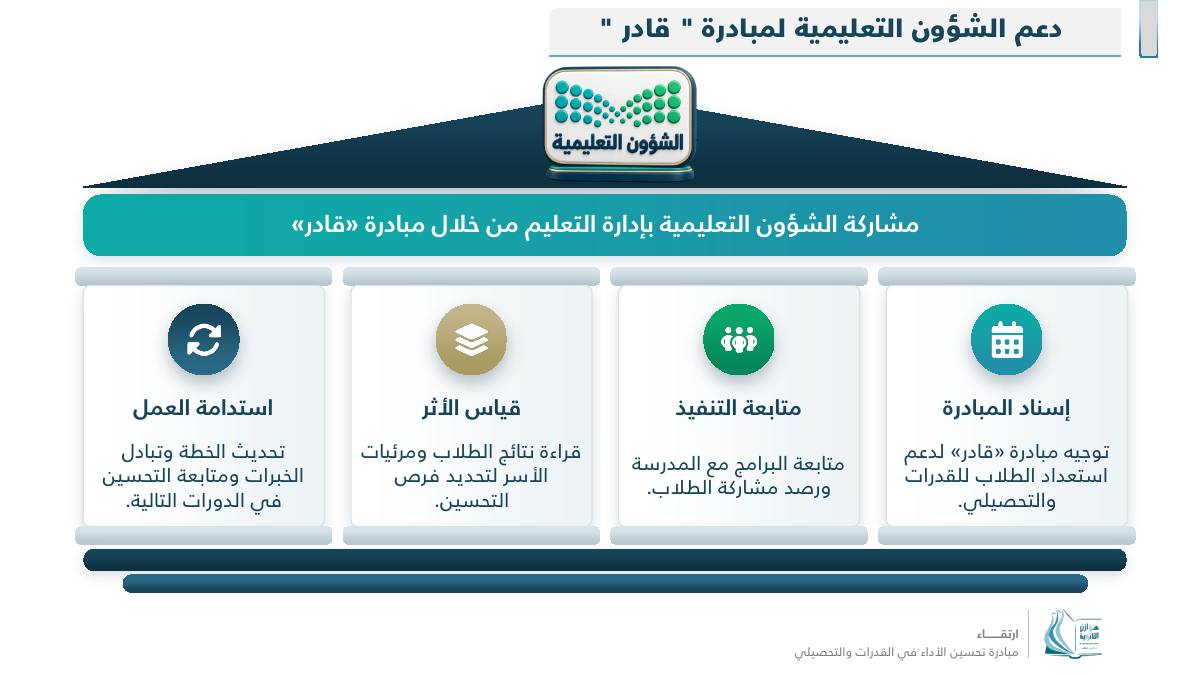 دعم الشؤون التعليمية لمبادرة " قادر "
الشؤون التعليمية
مشاركة الشؤون التعليمية بإدارة التعليم من خلال مبادرة «قادر»
إسناد المبادرة
توجيه مبادرة «قادر» لدعم
استعداد الطلاب للقدرات
والتحصيلي.
متابعة التنفيذ
متابعة البرامج مع المدرسة
ورصد مشاركة الطلاب.
قياس الأثر
قراءة نتائج الطلاب ومرئيات
الأسر لتحديد فرص
التحسين.
استدامة العمل
تحديث الخطة وتبادل
الخبرات ومتابعة التحسين
في الدورات التالية.
هوازن
الثانوية
ارتقـــاء
مبادرة تحسين الأداء في القدرات والتحصيلي